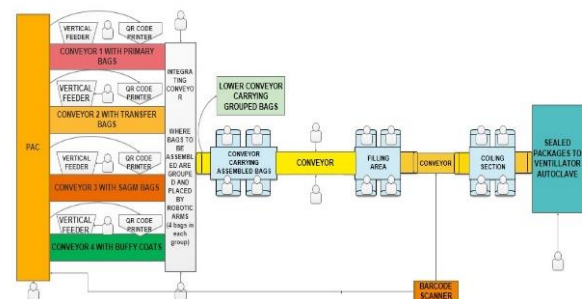 PAC
VERTICAL
FEEDER
QR CODE
PRINTER
CONVEYOR 1 WITH PRIMARY
BAGS
VERTICAL
FEEDER
QR CODE
PRINTER
CONVEYOR 2 WITH TRANSFER
BAGS
VERTICAL
FEEDER
QR CODE
PRINTER
CONVEYOR 3 WITH SAGM BAGS
VERTICAL
FEEDER
QR CODE
PRINTER
CONVEYOR 4 WITH BUFFY COATS
INTEGRA
TING
CONVEYO
R
WHERE
BAGS TO
BE
ASSEMBL
ED ARE
GROUPE
D AND
PLACED
BY
ROBOTIC
ARMS
(4 bags in
each
group)
LOWER CONVEYOR
CARRYING
GROUPED BAGS
CONVEYOR
CARRYING
ASSEMBLED BAGS
CONVEYOR
FILLING
AREA
CONVEYOR
COILING
SECTION
SEALED
PACKAGES TO
VENTILLATOR
AUTOCLAVE
BARCODE
SCANNER